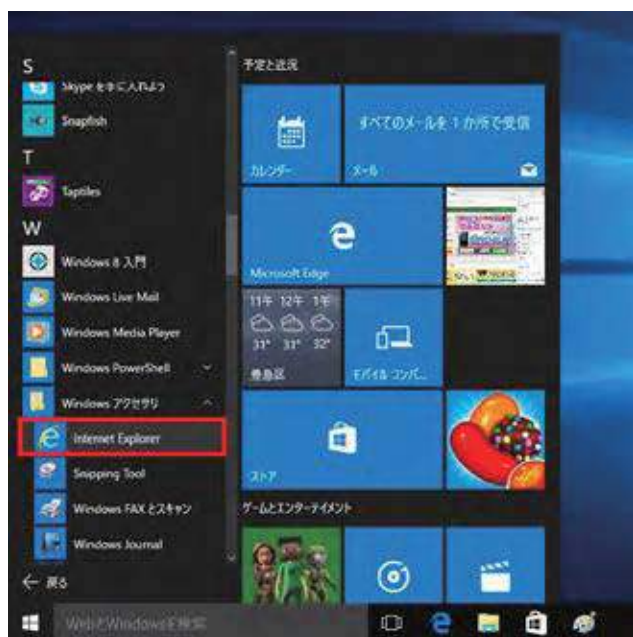 S
Skype を手に入れよう
Snapfish
T
Taptiles
W
Windows 8 入門
Windows Live Mail
Windows Media Player
Windows PowerShell
Windows アクセサリ
Internet Explorer
Snipping Tool
Windows FAX とスキャン
Windows Journal
戻る
WebとWindowsを検索
予定と近況
カレンダー
すべてのメールを 1 か所で受信
メール
Microsoft Edge
11午 12午 1午
31° 31° 32°
豊島区
モバイル コンパ...
ストア
ゲームとエンターテイメント